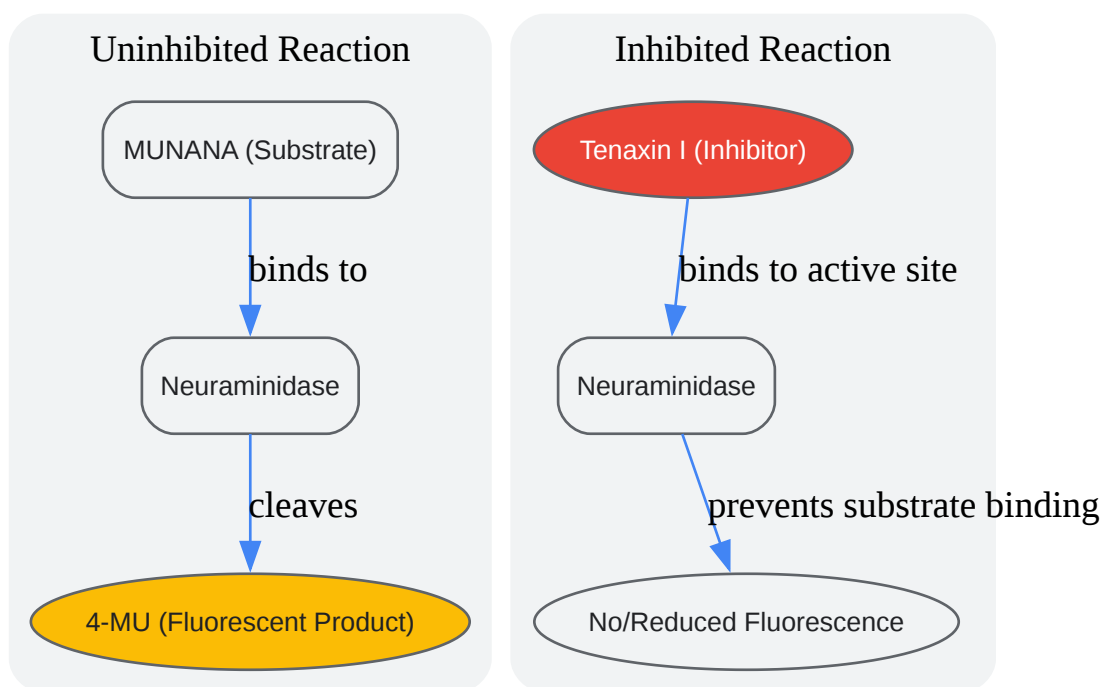 Uninhibited Reaction
MUNANA (Substrate)
binds to
Neuraminidase
cleaves
4-MU (Fluorescent Product)
Inhibited Reaction
Tenaxin I (Inhibitor)
binds to active site
Neuraminidase
prevents substrate binding
No/Reduced Fluorescence